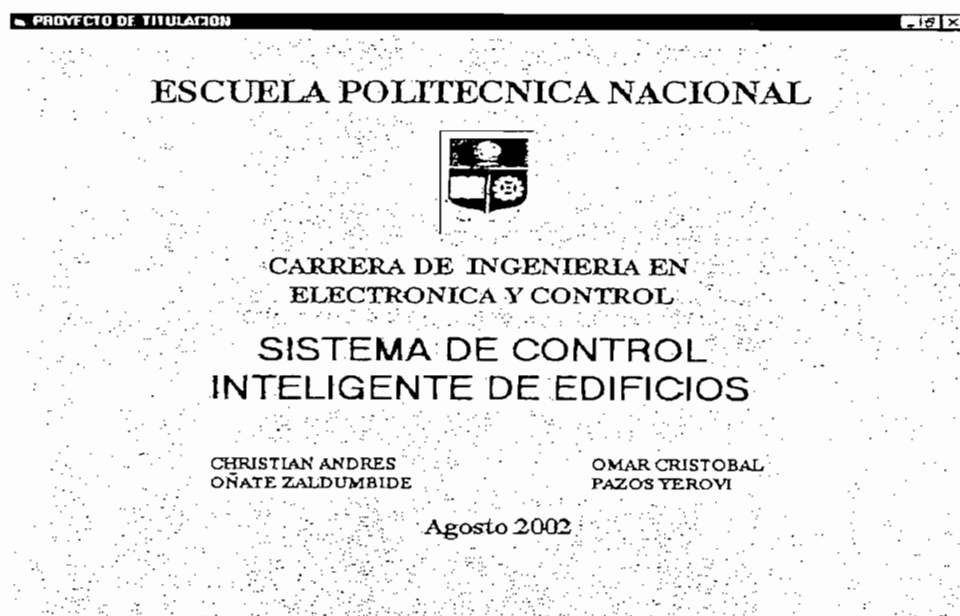 PROYECTO DE TITULACION
ESCUELA POLITECNICA NACIONAL
CARRERA DE INGENIERIA EN
ELECTRONICA Y CONTROL
SISTEMA DE CONTROL
INTELIGENTE DE EDIFICIOS
CHRISTIAN ANDRES
OÑATE ZALDUMBIDE
OMAR CRISTOBAL
PAZOS YEROVI
Agosto 2002